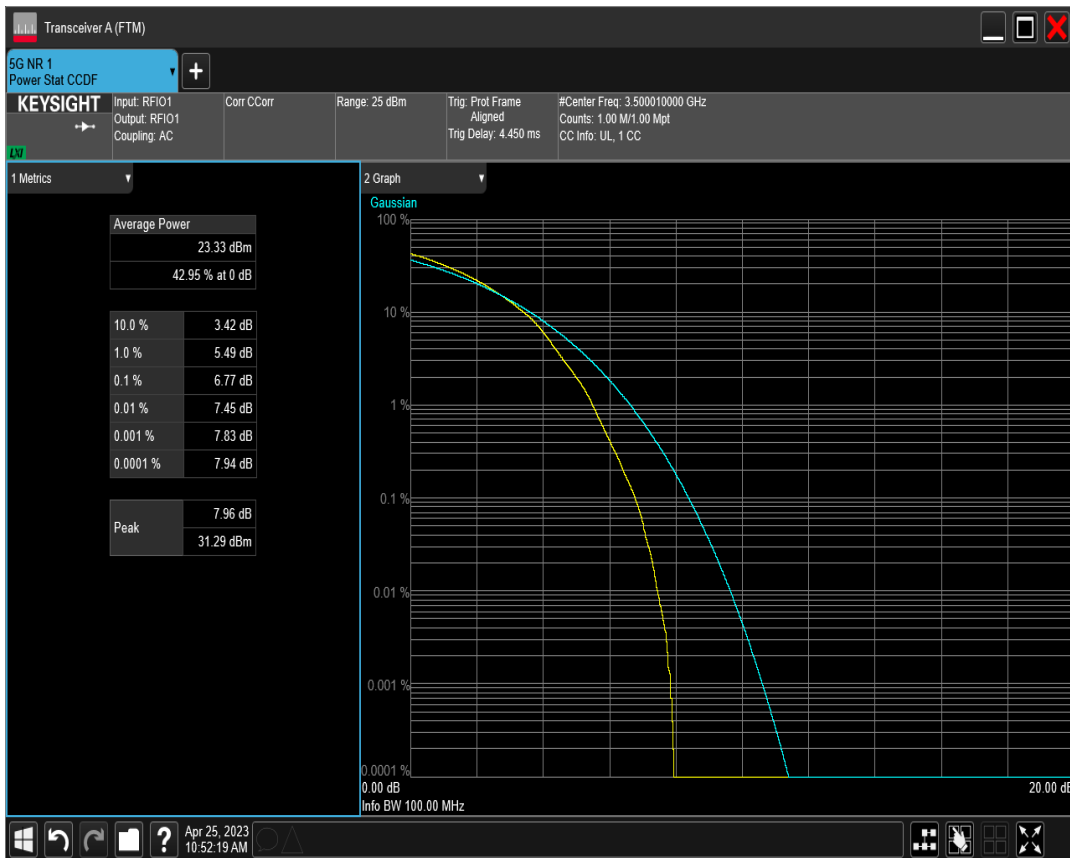 Transceiver A (FTM)
5G NR 1
Power Stat CCDF
+
KEYSIGHT
LXI
Input: RFIO1
Output: RFIO1
Coupling: AC
Corr CCorr
Range: 25 dBm
Trig: Prot Frame
Aligned
Trig Delay: 4.450 ms
#Center Freq: 3.500010000 GHz
Counts: 1.00 M/1.00 Mpt
CC Info: UL, 1 CC
1 Metrics
Average Power
23.33 dBm
42.95 % at 0 dB
10.0 % 3.42 dB
1.0 % 5.49 dB
0.1 % 6.77 dB
0.01 % 7.45 dB
0.001 % 7.83 dB
0.0001 % 7.94 dB
Peak
7.96 dB
31.29 dBm
2 Graph
Gaussian
100 %
10 %
1 %
0.1 %
0.01 %
0.001 %
0.0001 %
0.00 dB 20.00 dB
Info BW 100.00 MHz
?
Apr 25, 2023
10:52:19 AM